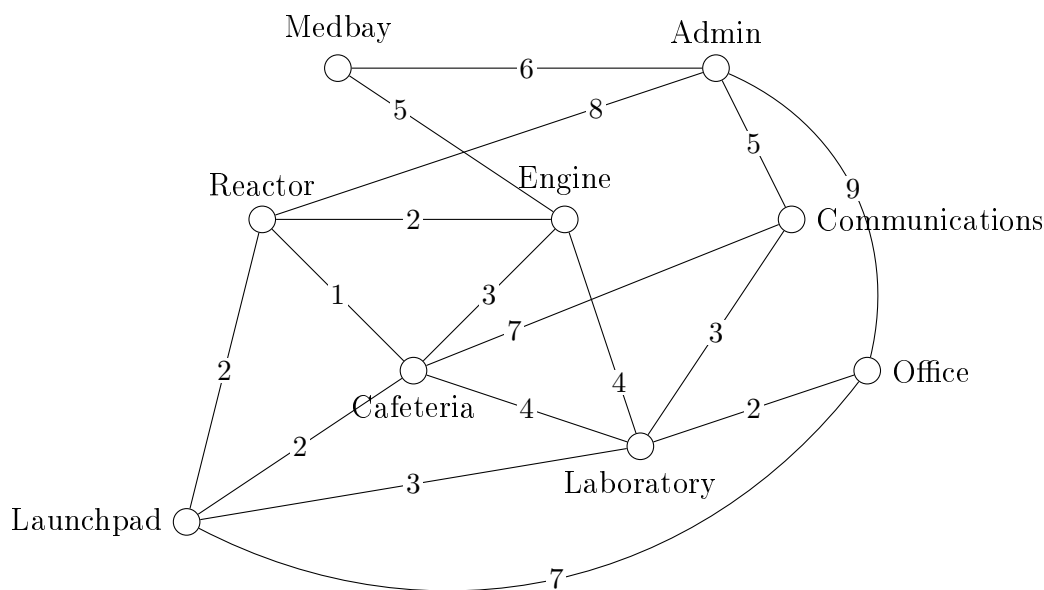 Medbay
Admin
6
5
8
5
Reactor
Engine
9
2
Communications
1
3
7
3
2
4
Office
Cafeteria
4
2
2
3
Laboratory
Launchpad
7